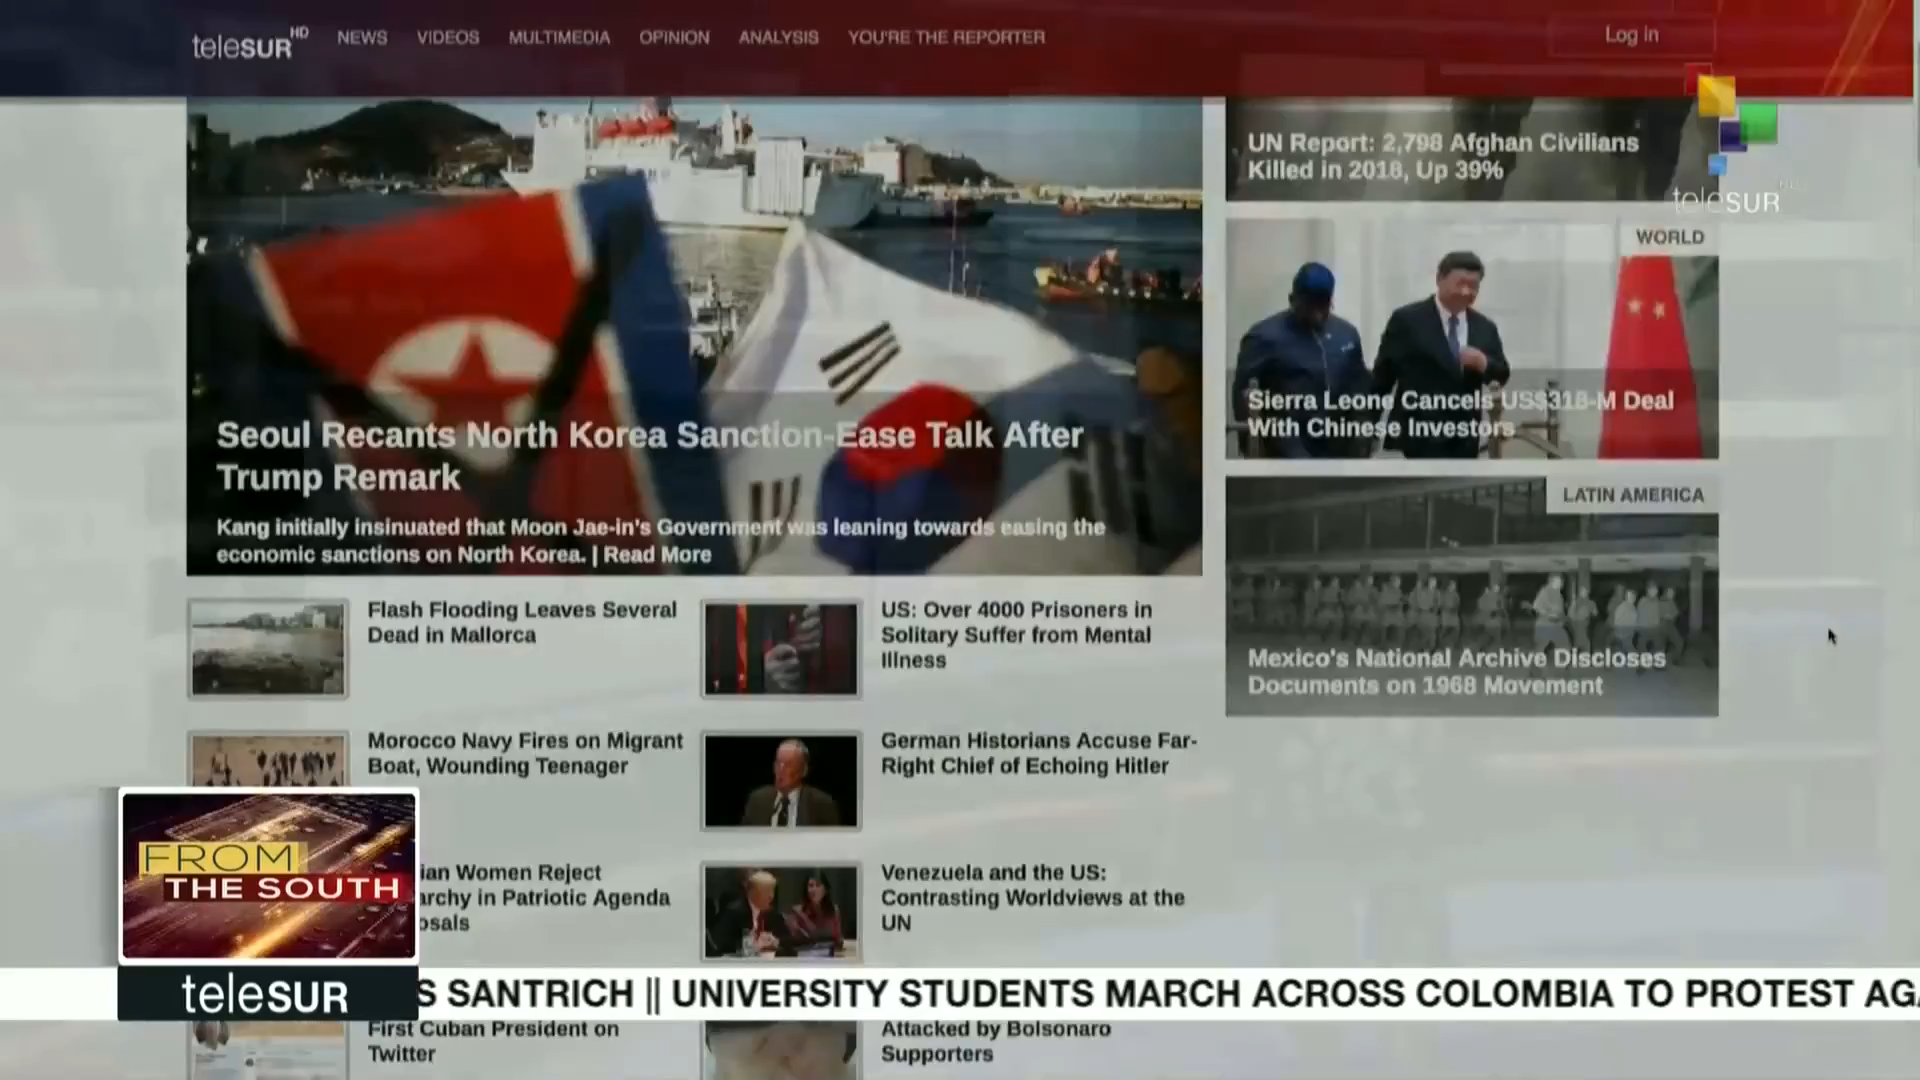 teleSUR HD
NEWS VIDEOS MULTIMEDIA OPINION ANALYSIS YOU'RE THE REPORTER
Log in
teleSUR
UN Report: 2,798 Afghan Civilians
Killed in 2018, Up 39%
WORLD
Sierra Leone Cancels US$318-M Deal
With Chinese Investors
LATIN AMERICA
Mexico's National Archive Discloses
Documents on 1968 Movement
Seoul Recants North Korea Sanction-Ease Talk After
Trump Remark
Kang initially insinuated that Moon Jae-in's Government was leaning towards easing the
economic sanctions on North Korea. | Read More
Flash Flooding Leaves Several
Dead in Mallorca
US: Over 4000 Prisoners in
Solitary Suffer from Mental
Illness
Morocco Navy Fires on Migrant
Boat, Wounding Teenager
German Historians Accuse Far-
Right Chief of Echoing Hitler
ian Women Reject
archy in Patriotic Agenda
osals
Venezuela and the US:
Contrasting Worldviews at the
UN
FROM
THE SOUTH
teleSUR
S SANTRICH || UNIVERSITY STUDENTS MARCH ACROSS COLOMBIA TO PROTEST AGA
First Cuban President on
Twitter
Attacked by Bolsonaro
Supporters